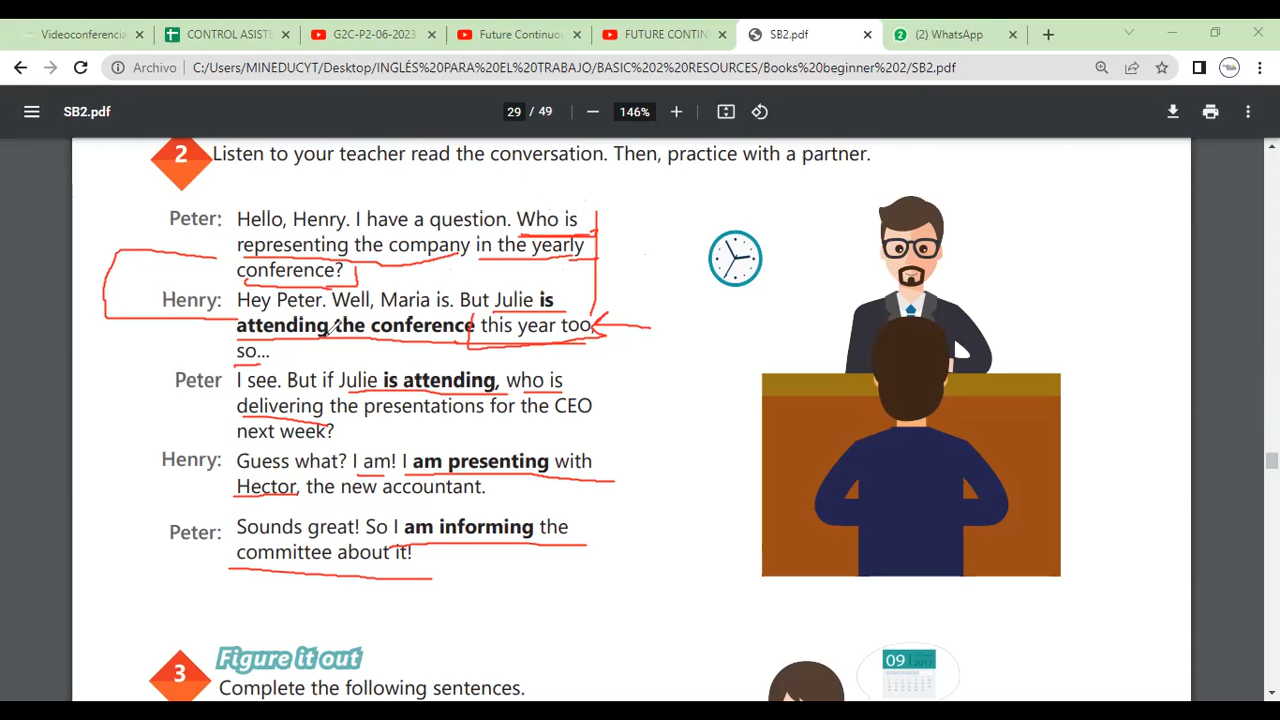 Videoconferencia
CONTROL ASISTE
G2C-P2-06-2023
Future Continuou
FUTURE CONTIN
SB2.pdf
(2) WhatsApp
Archivo
C:/Users/MINEDUCYT/Desktop/INGLÉS%20PARA%20EL%20TRABAJO/BASIC%202%20RESOURCES/Books%20beginner%202/SB2.pdf
SB2.pdf
29 / 49
146%
2 Listen to your teacher read the conversation. Then, practice with a partner.
Peter: Hello, Henry. I have a question. Who is
representing the company in the yearly
conference?
Henry: Hey Peter. Well, Maria is. But Julie is
attending the conference this year too,
so...
Peter I see. But if Julie is attending, who is
delivering the presentations for the CEO
next week?
Henry: Guess what? I am! I am presenting with
Hector, the new accountant.
Peter: Sounds great! So I am informing the
committee about it!
3 Figure it out
Complete the following sentences.
09